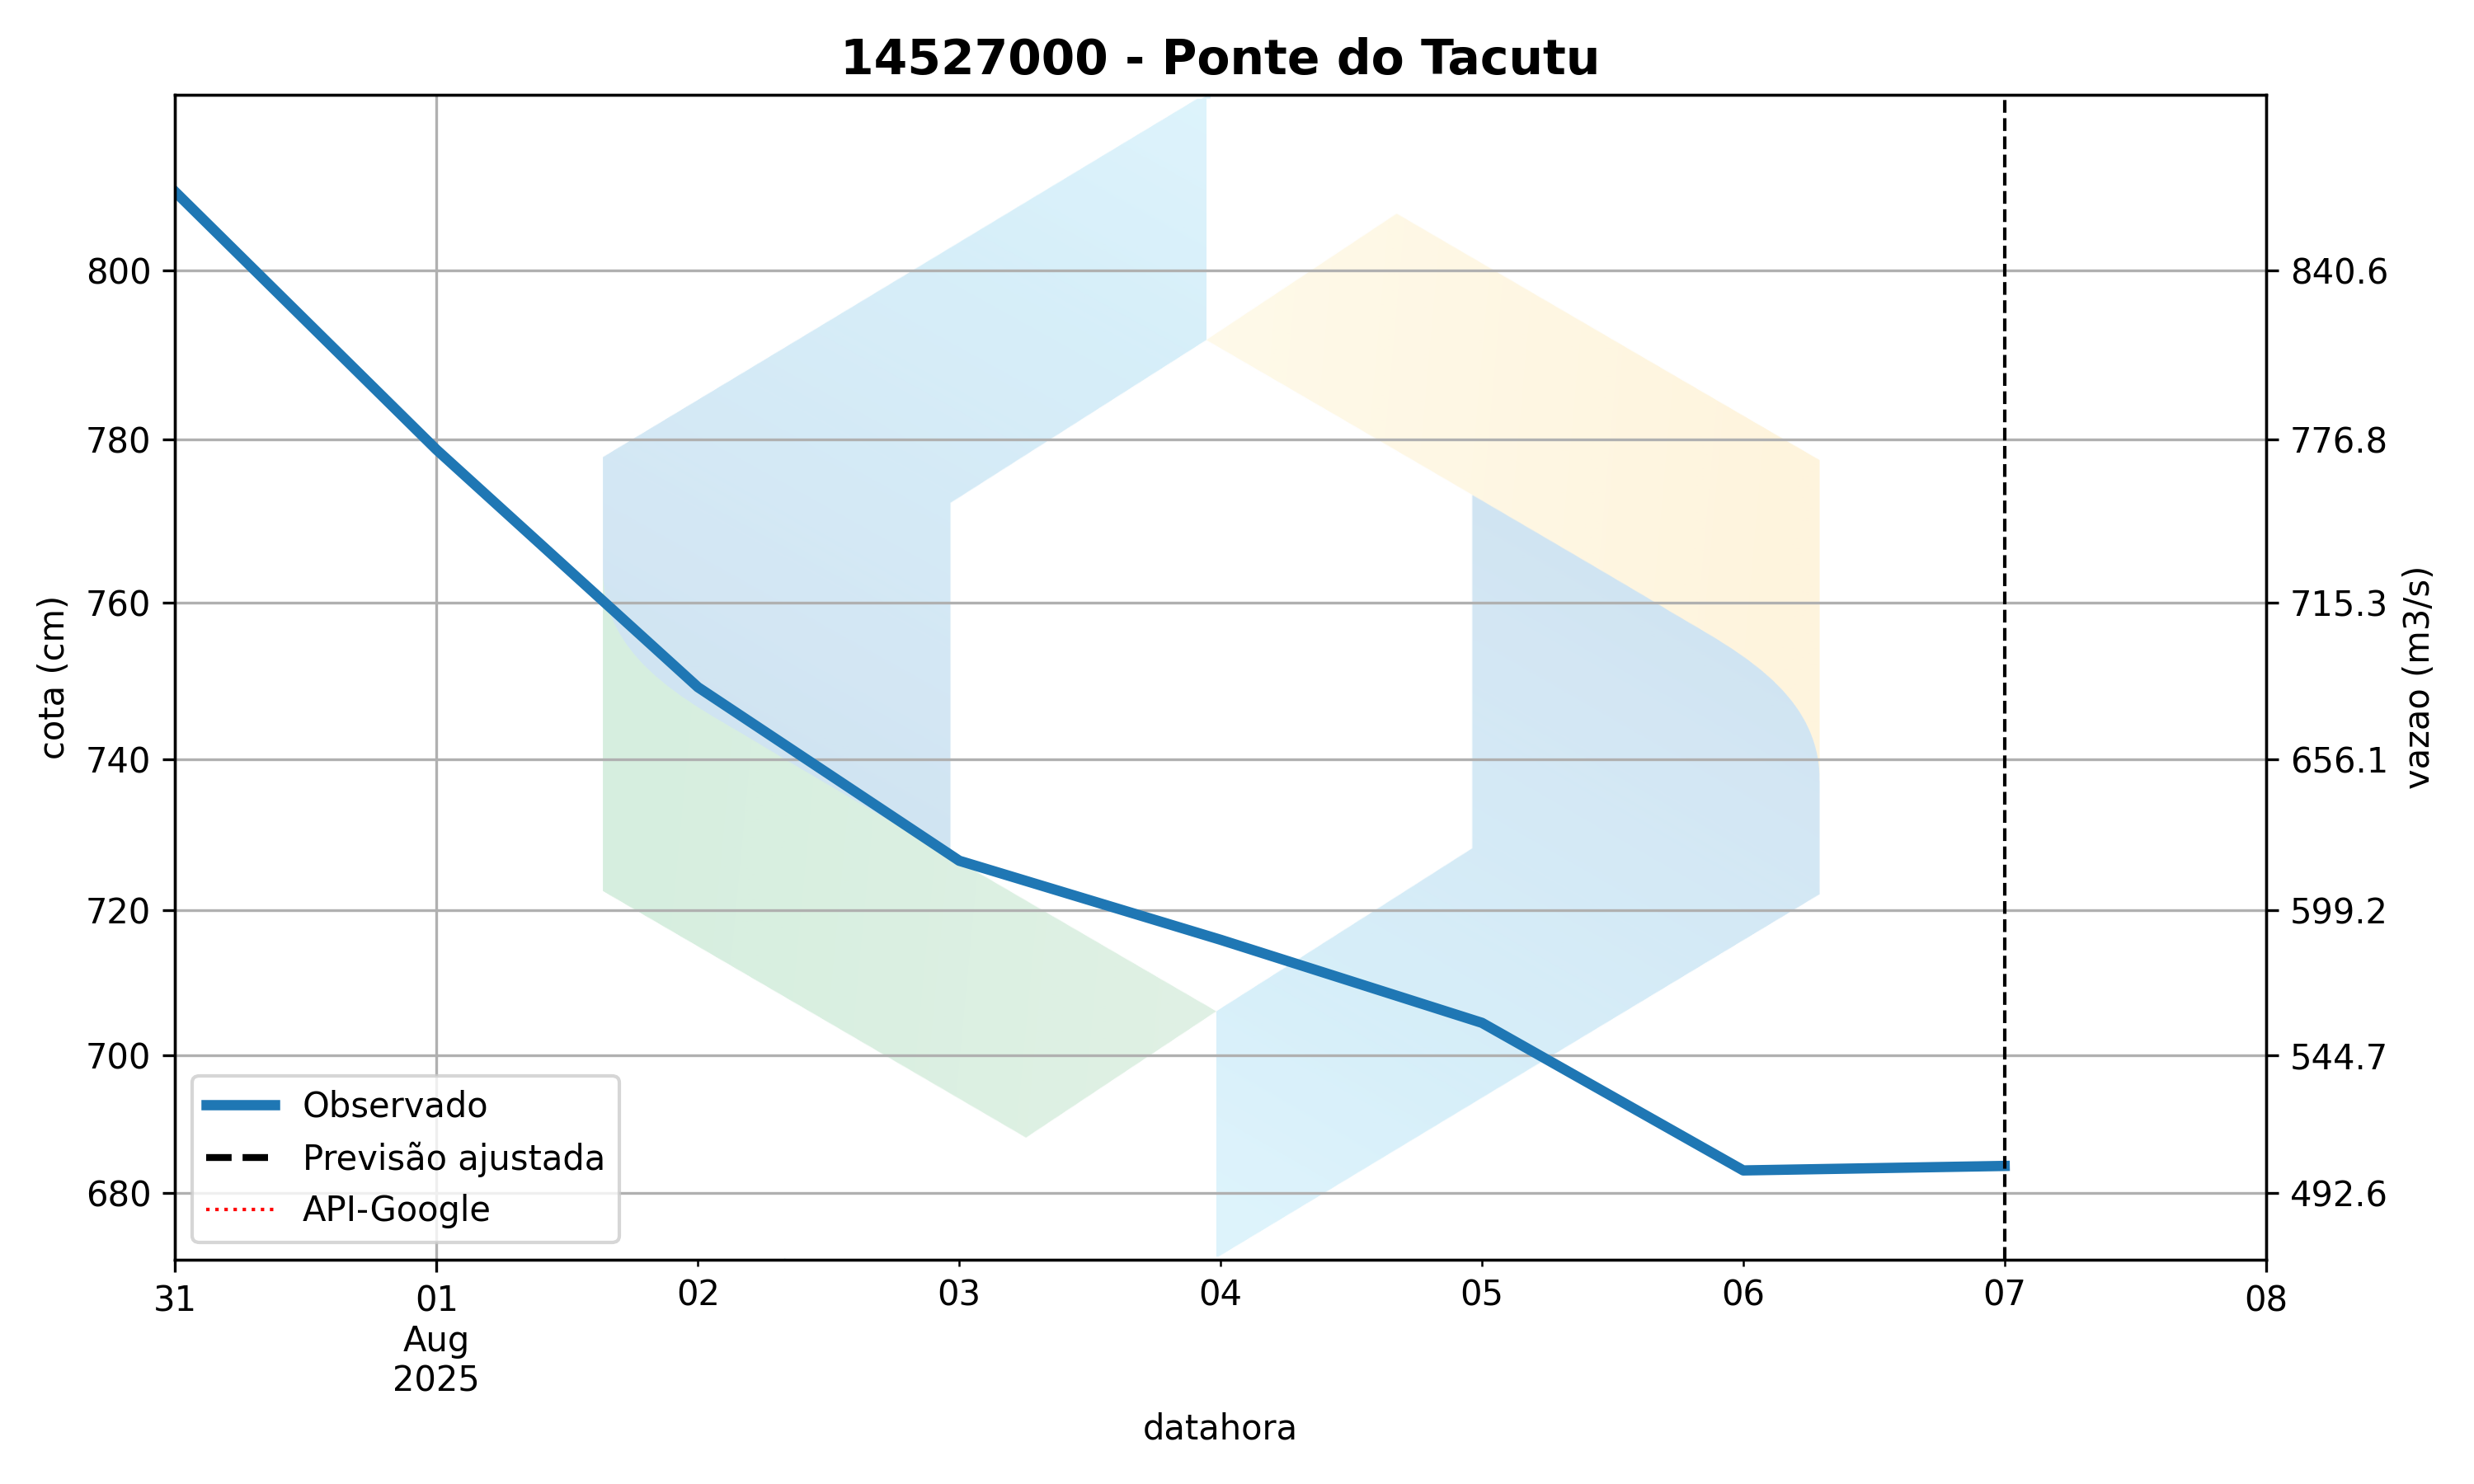 14527000 - Ponte do Tacutu
800
780
760
740
720
700
680
cota (cm)
840.6
776.8
715.3
656.1
599.2
544.7
492.6
vazao (m3/s)
Observado
Previsão ajustada
API-Google
31 01 02 03 04 05 06 07 08
Aug
2025
datahora